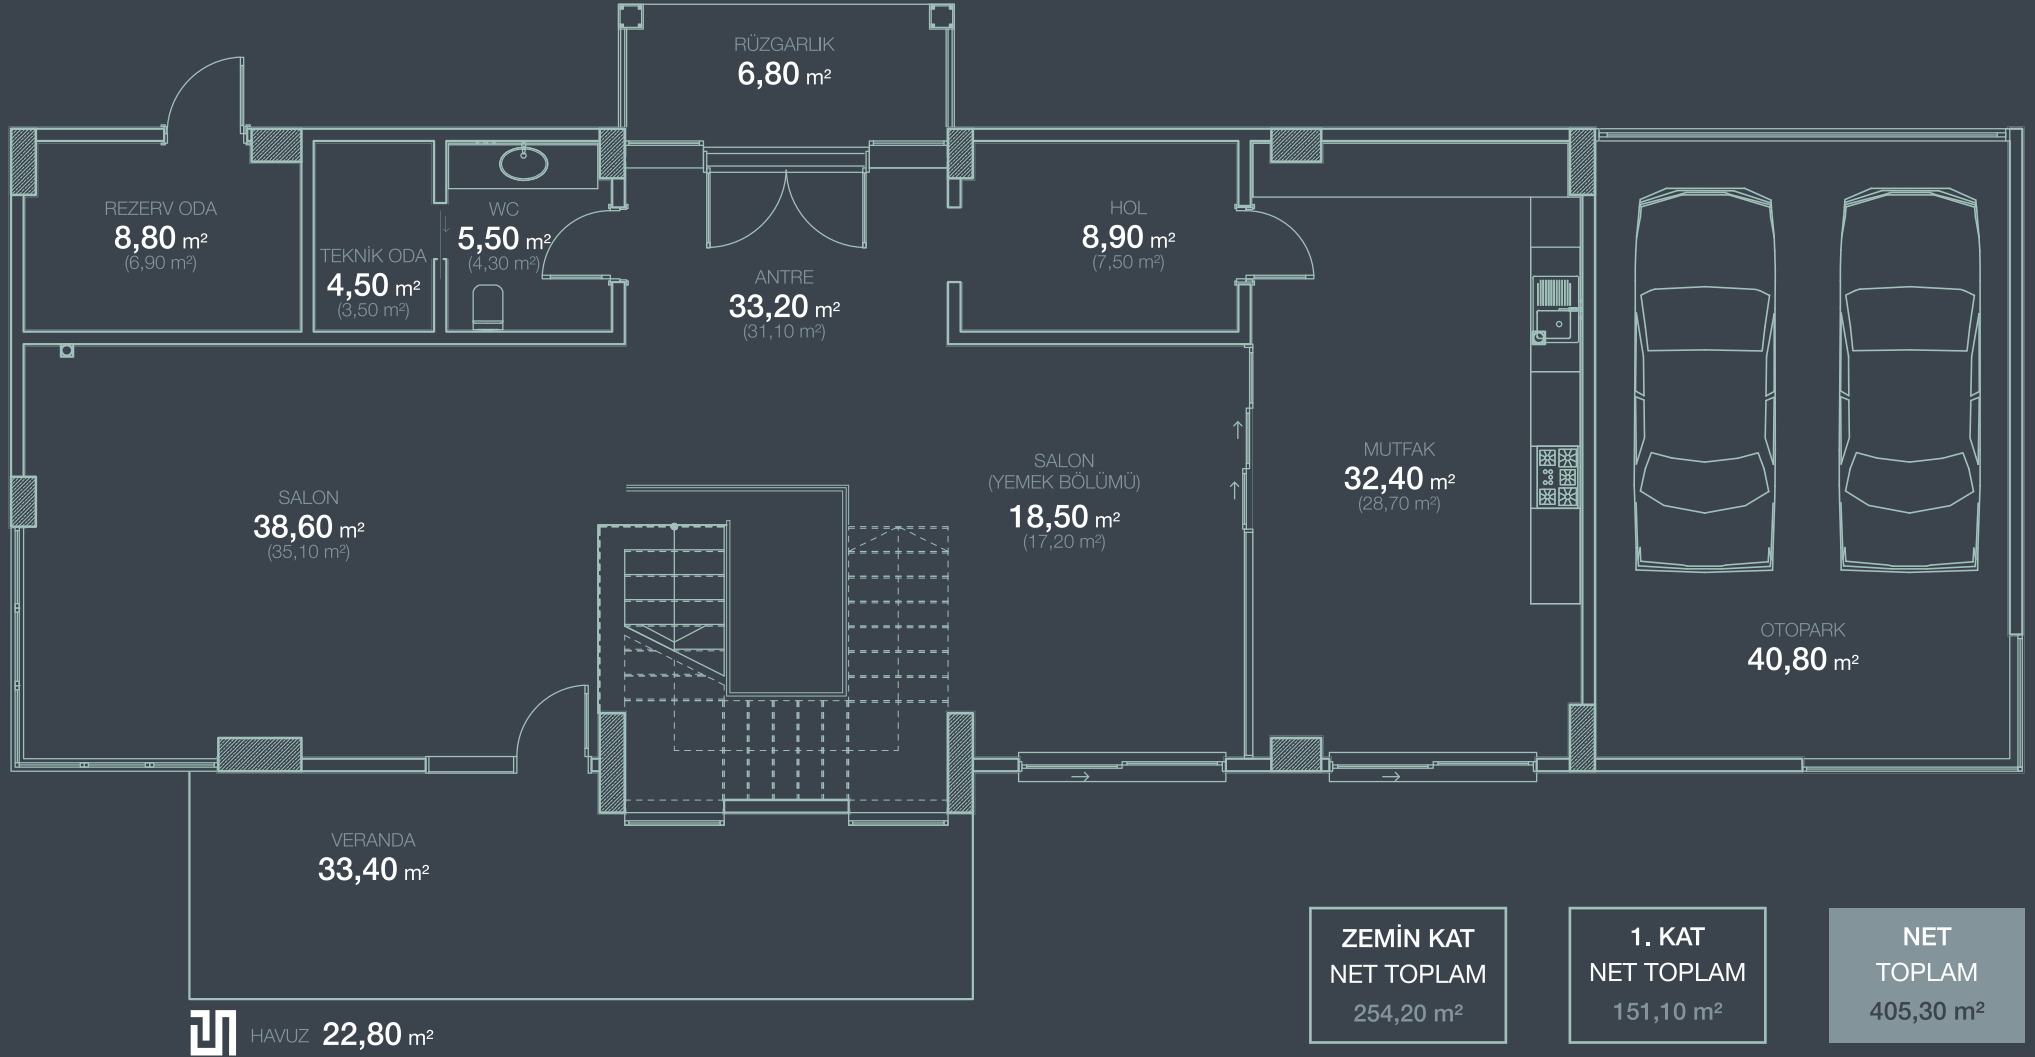 RÜZGARLIK
6,80 m²
REZERV ODA
8,80 m²
(6,90 m²)
TEKNİK ODA
4,50 m²
(3,50 m²)
WC
5,50 m²
(4,30 m²)
ANTRE
33,20 m²
(31,10 m²)
HOL
8,90 m²
(7,50 m²)
SALON
38,60 m²
(35,10 m²)
SALON
(YEMEK BÖLÜMÜ)
18,50 m²
(17,20 m²)
MUTFAK
32,40 m²
(28,70 m²)
OTOPARK
40,80 m²
VERANDA
33,40 m²
HAVUZ 22,80 m²
ZEMİN KAT
NET TOPLAM
254,20 m²
1. KAT
NET TOPLAM
151,10 m²
NET
TOPLAM
405,30 m²